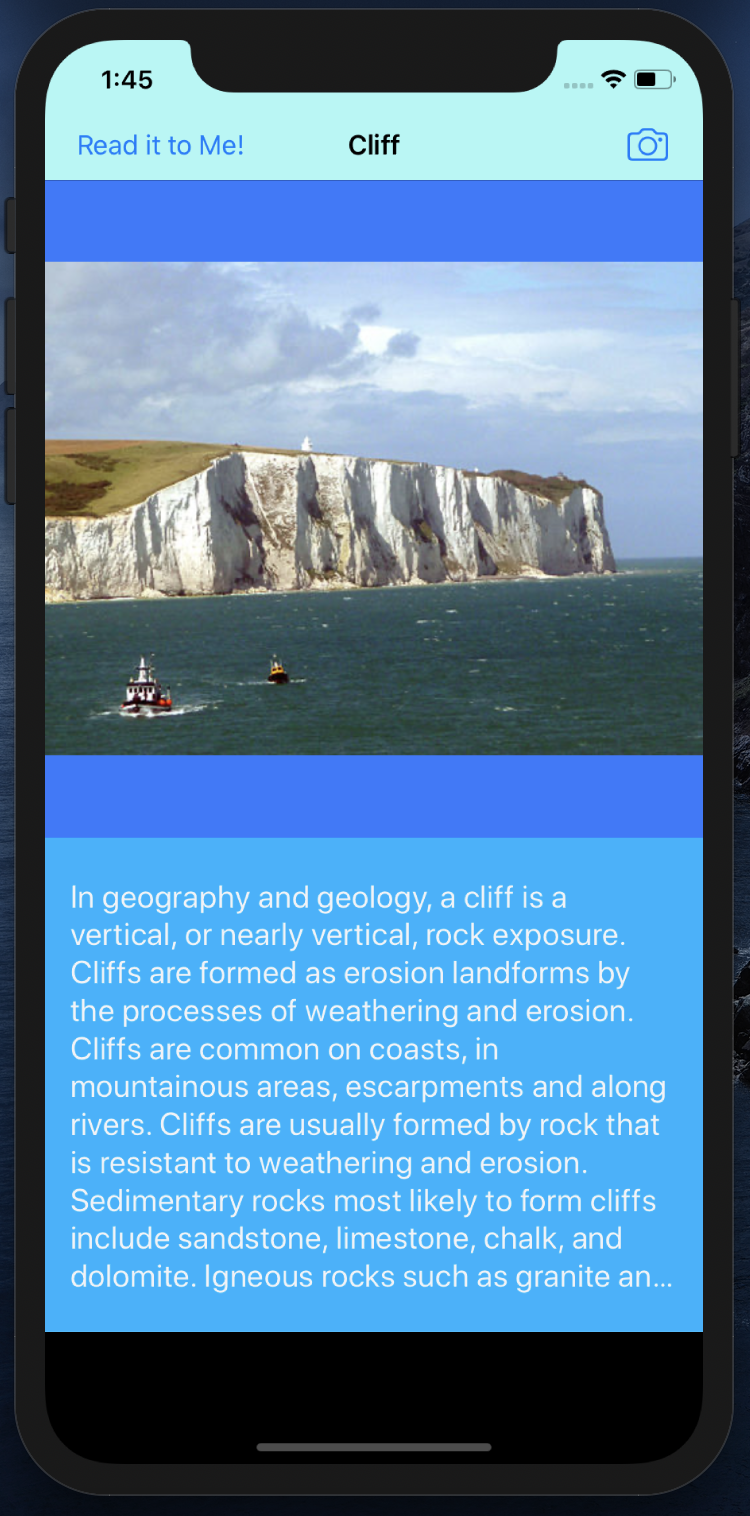 1:45
Read it to Me! Cliff
In geography and geology, a cliff is a
vertical, or nearly vertical, rock exposure.
Cliffs are formed as erosion landforms by
the processes of weathering and erosion.
Cliffs are common on coasts, in
mountainous areas, escarpments and along
rivers. Cliffs are usually formed by rock that
is resistant to weathering and erosion.
Sedimentary rocks most likely to form cliffs
include sandstone, limestone, chalk, and
dolomite. Igneous rocks such as granite an...